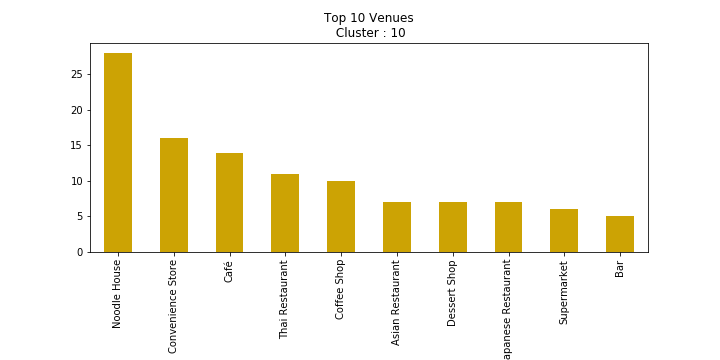 Top 10 Venues
Cluster : 10
25
20
15
10
5
0
Noodle House
Convenience Store
Café
Thai Restaurant
Coffee Shop
Asian Restaurant
Dessert Shop
apanese Restaurant
Supermarket
Bar